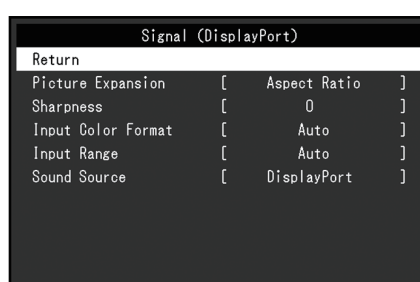 Signal (DisplayPort)
Return
Picture Expansion [ Aspect Ratio ]
Sharpness [ 0 ]
Input Color Format [ Auto ]
Input Range [ Auto ]
Sound Source [ DisplayPort ]